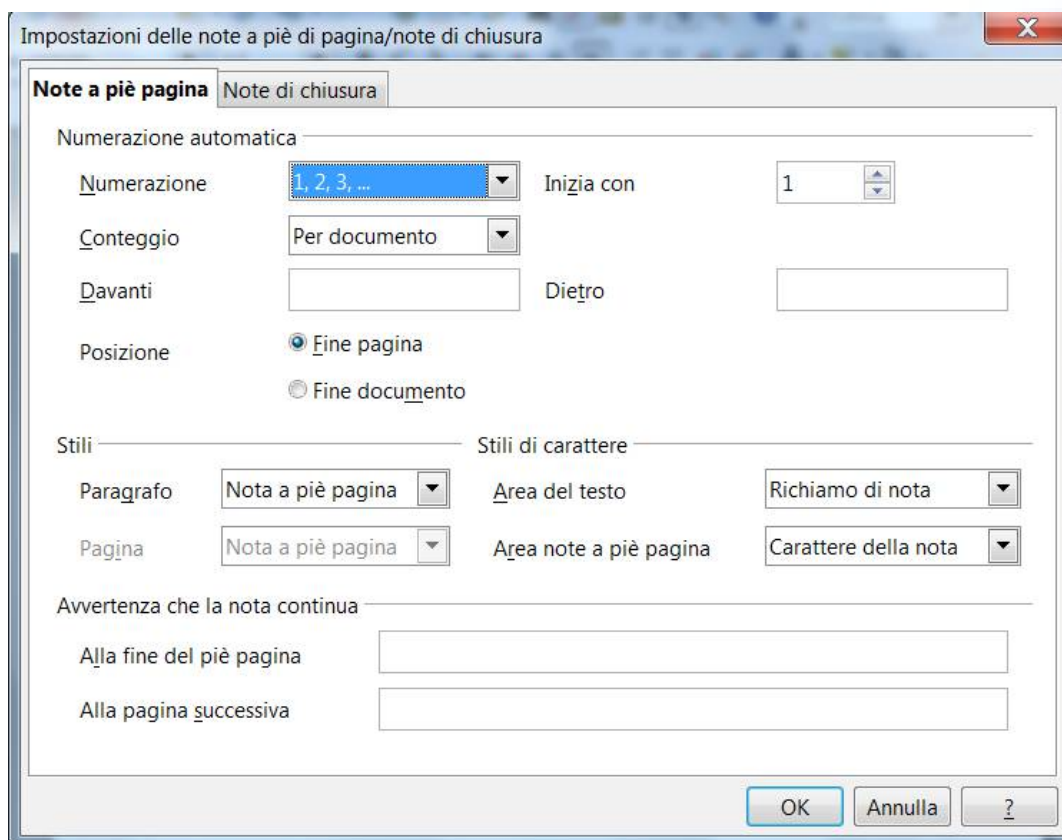 Impostazioni delle note a piè di pagina/note di chiusura
Note a piè pagina Note di chiusura
Numerazione automatica
Numerazione 1, 2, 3, ... Inizia con 1
Conteggio Per documento
Davanti Dietro
Posizione Fine pagina
Fine documento
Stili Stili di carattere
Paragrafo Nota a piè pagina Area del testo Richiamo di nota
Pagina Nota a piè pagina Area note a piè pagina Carattere della nota
Avvertenza che la nota continua
Alla fine del piè pagina
Alla pagina successiva
OK Annulla ?